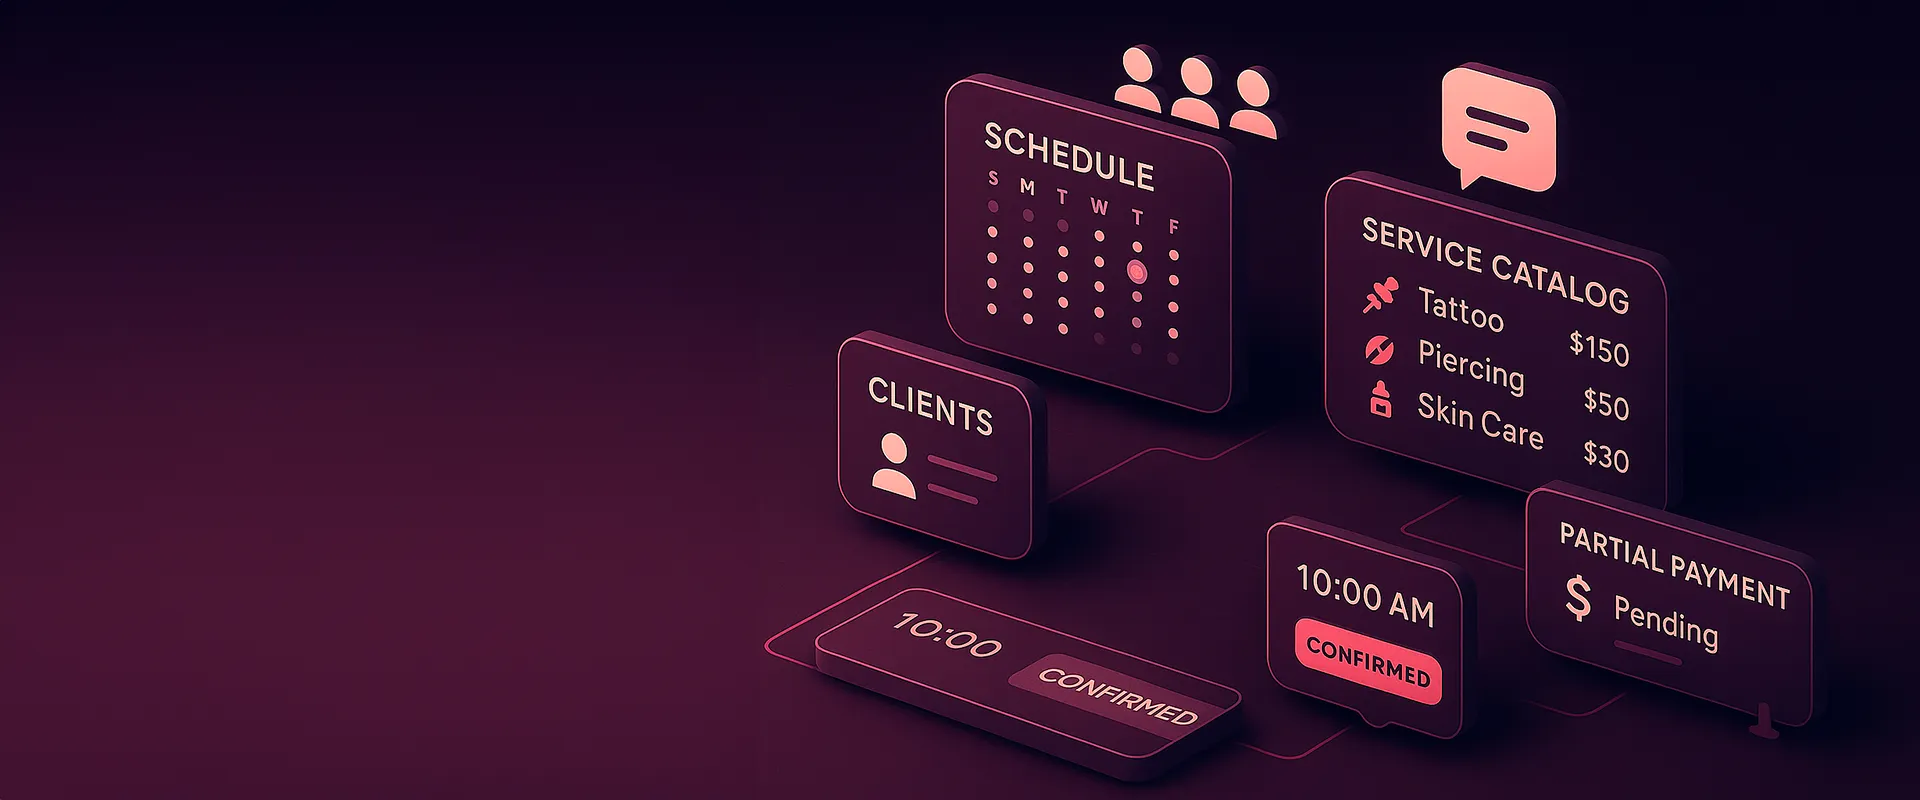 SCHEDULE
S M T W T F
SERVICE CATALOG
Tattoo $150
Piercing $50
Skin Care $30
CLIENTS
10:00
CONFIRMED
10:00 AM
CONFIRMED
PARTIAL PAYMENT
$ Pending